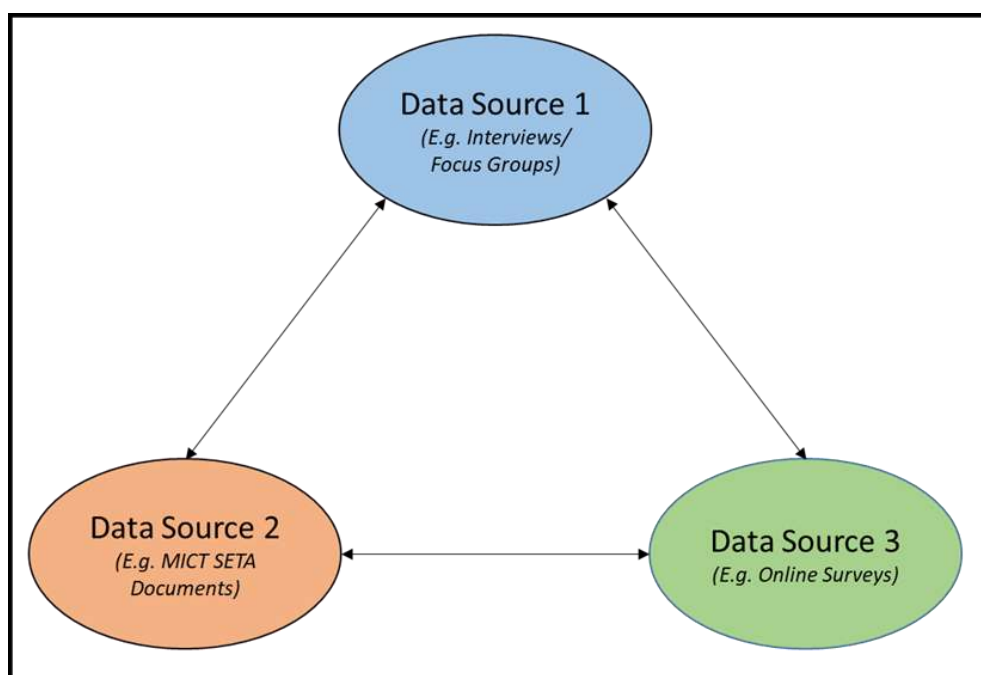 Data Source 1
(E.g. Interviews/
Focus Groups)
Data Source 2
(E.g. MICT SETA
Documents)
Data Source 3
(E.g. Online Surveys)